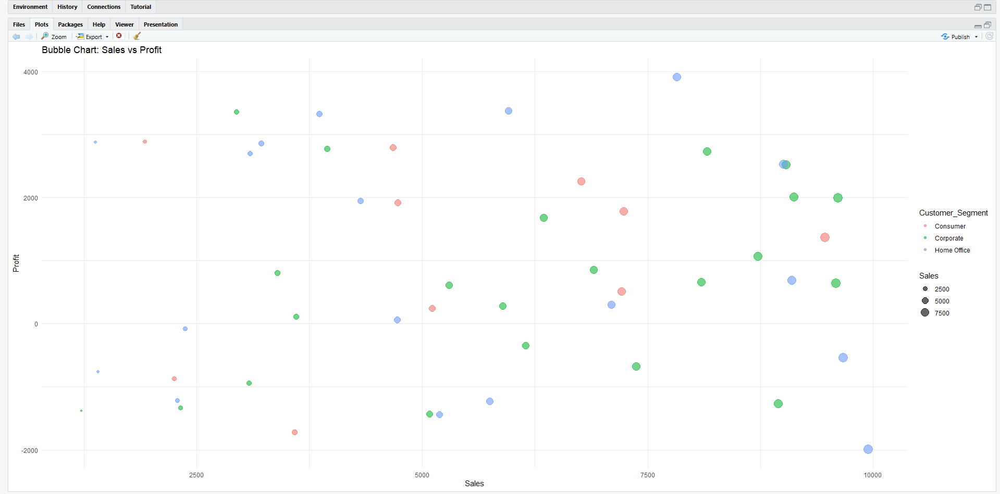 Environment History Connections Tutorial
Files Plots Packages Help Viewer Presentation
Zoom Export Publish
Bubble Chart: Sales vs Profit
4000
2000
0
-2000
Profit
2500 5000 7500 10000
Sales
Customer_Segment
Consumer
Corporate
Home Office
Sales
2500
5000
7500